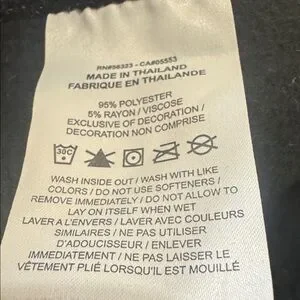 RN#56323 - CA#05553
MADE IN THAILAND
FABRIQUE EN THAILANDE
95% POLYESTER
5% RAYON / VISCOSE
EXCLUSIVE OF DECORATION /
DECORATION NON COMPRISE
30C
WASH INSIDE OUT / WASH WITH LIKE
COLORS / DO NOT USE SOFTENERS /
REMOVE IMMEDIATELY / DO NOT ALLOW TO
LAY ON ITSELF WHEN WET
LAVER A L'ENVERS / LAVER AVEC COULEURS
SIMILAIRES / NE PAS UTILISER
D'ADOUCISSEUR / ENLEVER
IMMEDIATEMENT / NE PAS LAISSER LE
VÊTEMENT PLIÉ LORSQU'IL EST MOUILLÉ